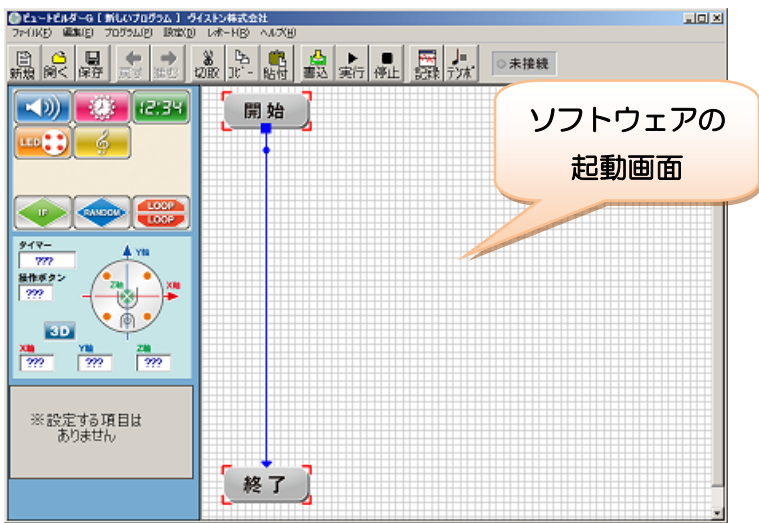 ビュートビルダーG [ 新しいプログラム ] ヴイストン株式会社
ファイル(F) 編集(E) プログラム(P) 設定(D) レポート(R) ヘルプ(H)
新規 開く 保存 戻す 進む 切取 コピー 貼付 書込 実行 停止 記録 テンポ 未接続
12:34
LED
IF RANDOM LOOP
LOOP
開始
ソフトウェアの
起動画面
タイマー
???
操作ボタン
???
Y軸
Z軸
X軸
3D
X軸 Y軸 Z軸
??? ??? ???
※設定する項目は
ありません
終了